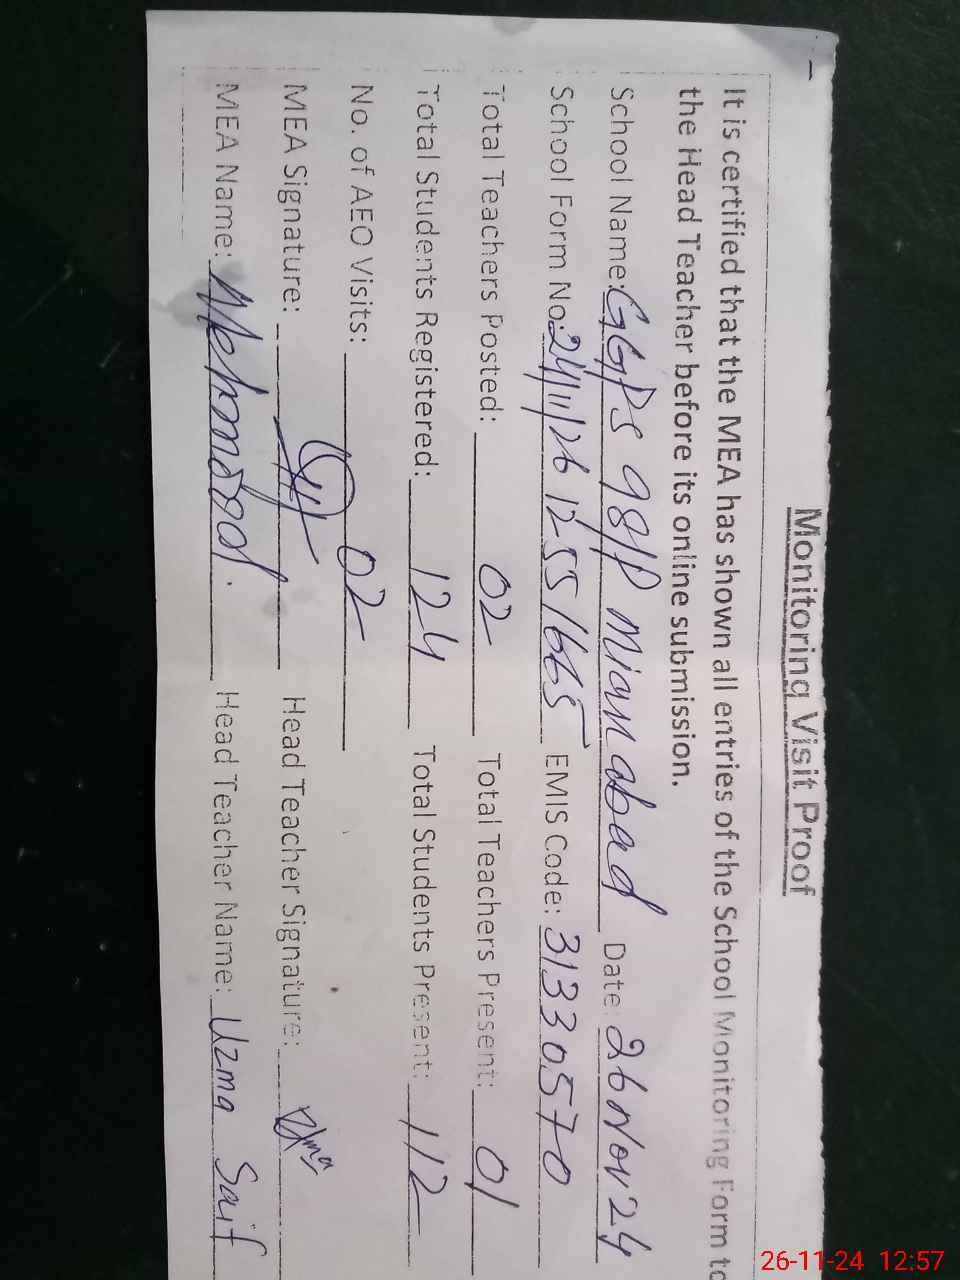 Monitoring Visit Proof
It is certified that the MEA has shown all entries of the School Monitoring Form to
the Head Teacher before its online submission.
School Name: GGPS 98/P Mianabad Date: 26 Nov 24
School Form No: 24/11/26 12 55 1665 EMIS Code: 31330570
Total Teachers Posted: 02 Total Teachers Present: 01
Total Students Registered: 124 Total Students Present: 112
No. of AEO Visits: 02
MEA Signature: Head Teacher Signature: Uzma
MEA Name: Mehmood. Head Teacher Name: Uzma Saif
26-11-24 12:57